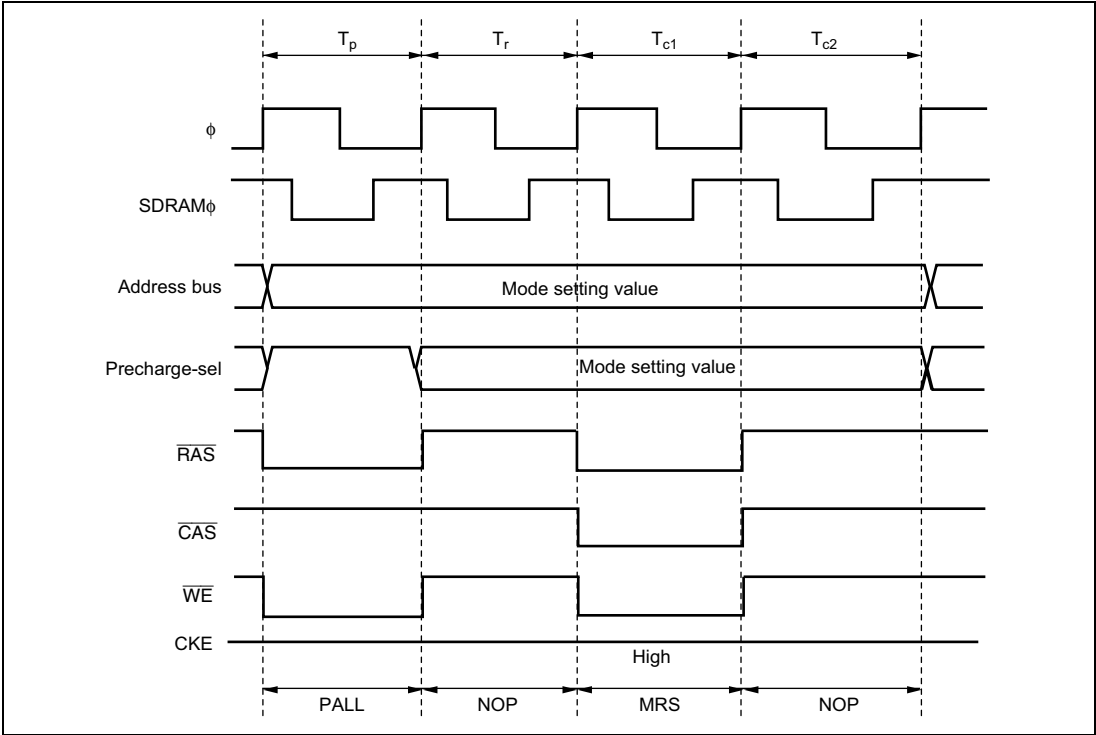 Tp Tr Tc1 Tc2
ϕ
SDRAMϕ
Address bus Mode setting value
Precharge-sel Mode setting value
RAS
CAS
WE
CKE
High
PALL NOP MRS NOP